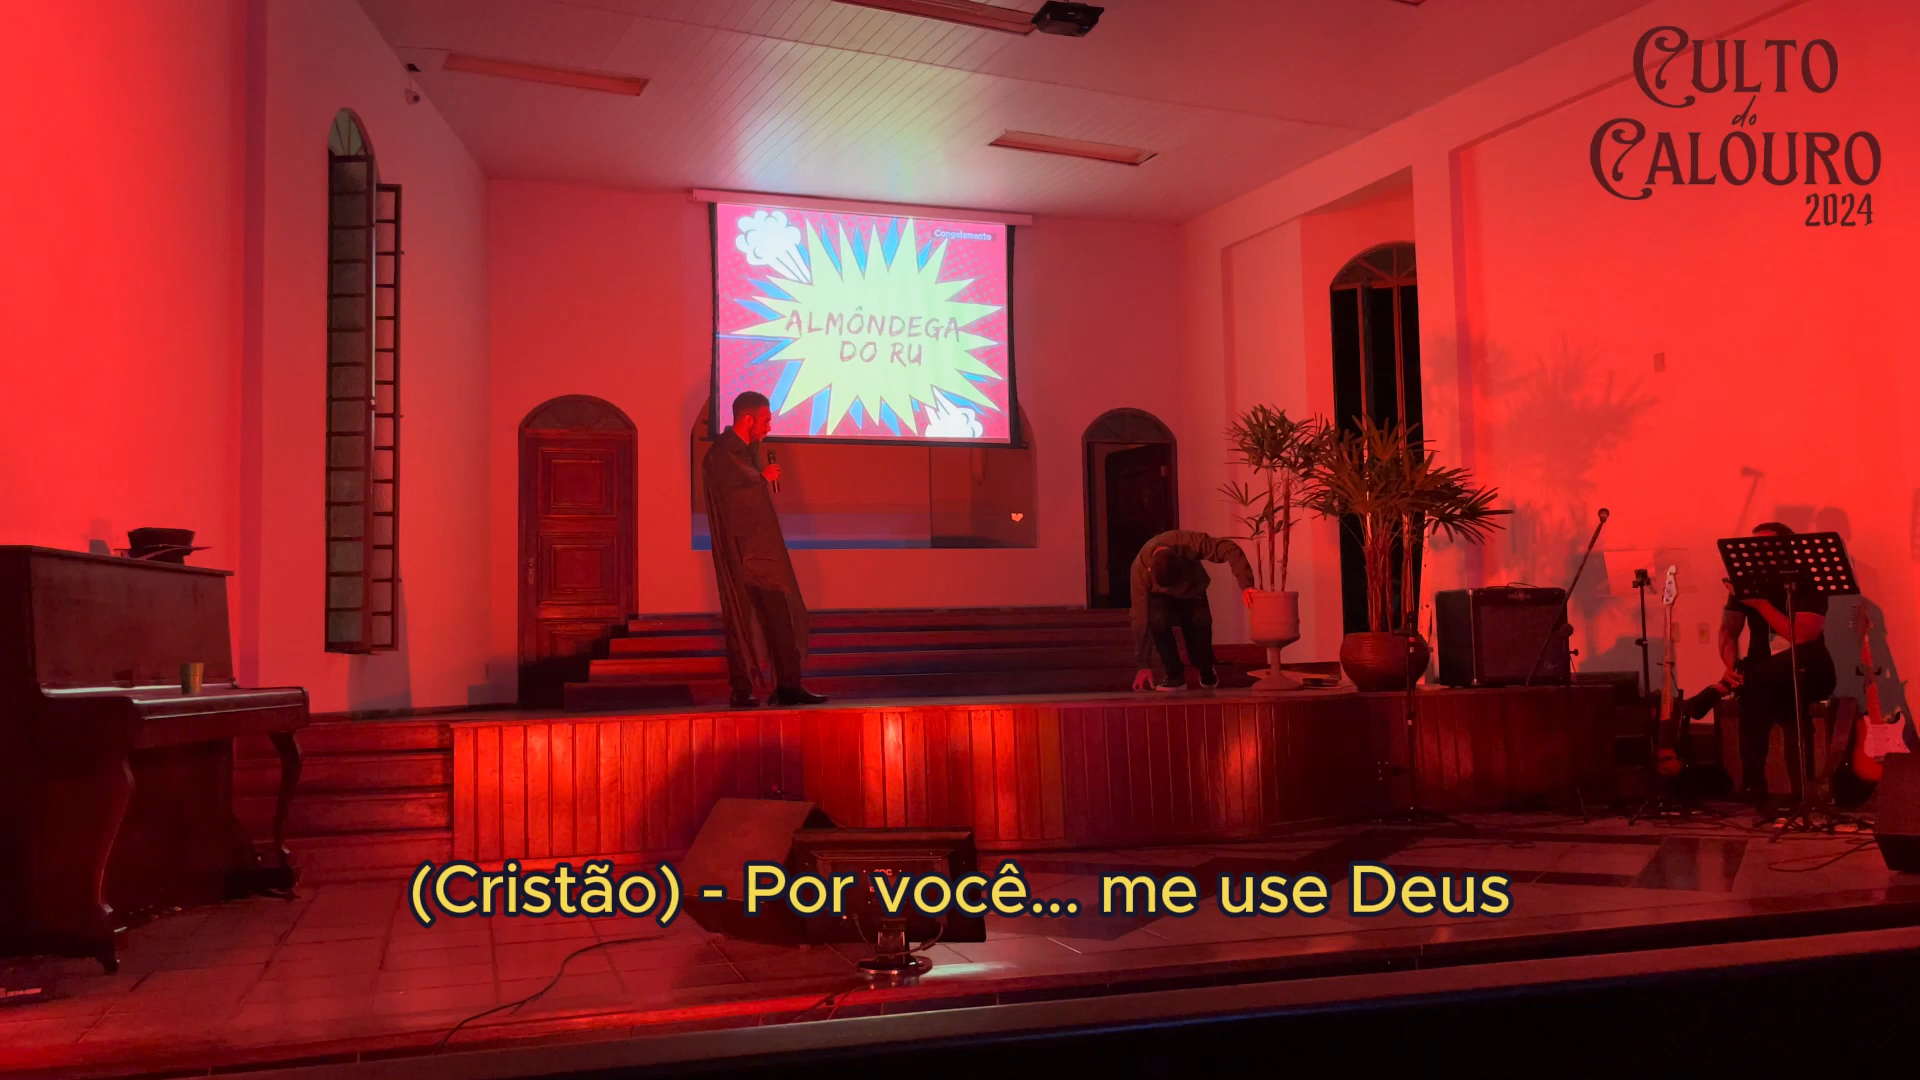 CULTO
do
CALOURO
2024
Congelamento
ALMÔNDEGA
DO RU
(Cristão) - Por você... me use Deus